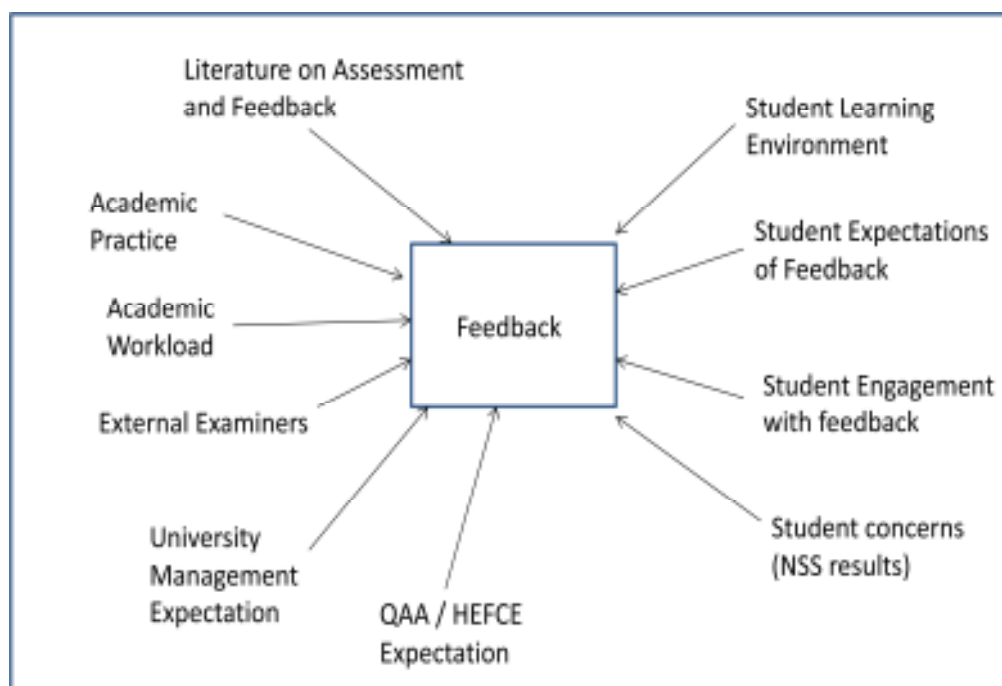 Literature on Assessment
and Feedback
Student Learning
Environment
Academic
Practice
Student Expectations
of Feedback
Academic
Workload
Feedback
Student Engagement
with feedback
External Examiners
University
Management
Expectation
Student concerns
(NSS results)
QAA / HEFCE
Expectation